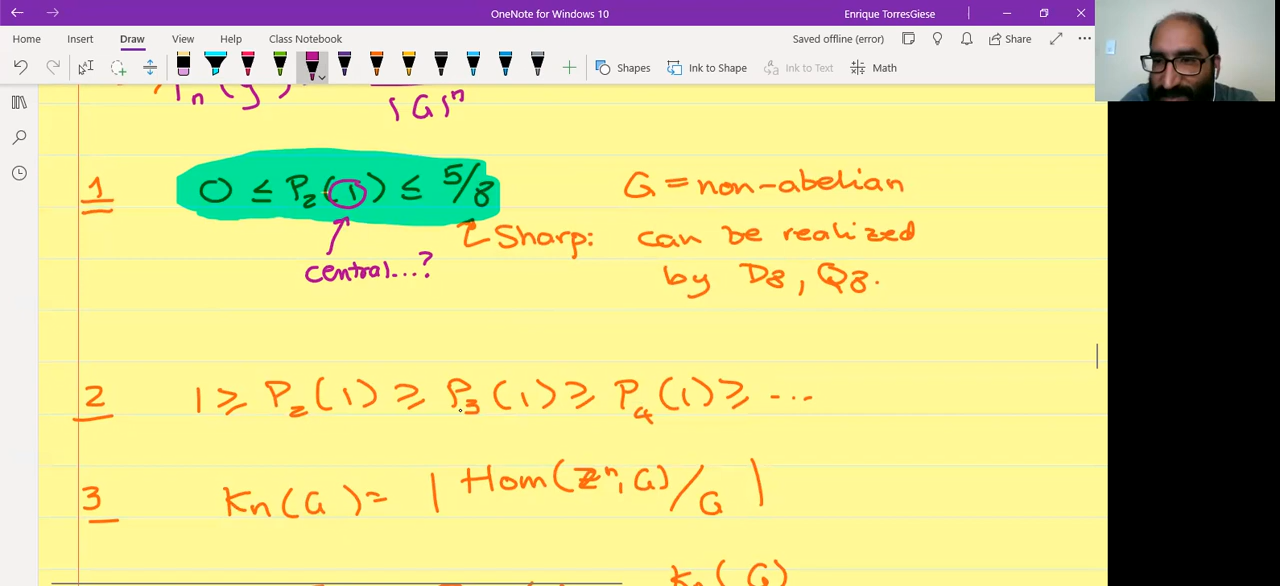 OneNote for Windows 10
Enrique TorresGiese
Home Insert Draw View Help Class Notebook
Saved offline (error)
Share
Shapes
Ink to Shape
Ink to Text
Math
Pn(g)
|G|^n
1
0 ≤ P₂(1) ≤ 5/8
G = non-abelian
Sharp: can be realized
central...?
by D8, Q8.
2
1 ≥ P₂(1) ≥ P₃(1) ≥ P₄(1) ≥ ...
3
Kn(G) = | Hom(Zⁿ, G)/G |
Kn(G)